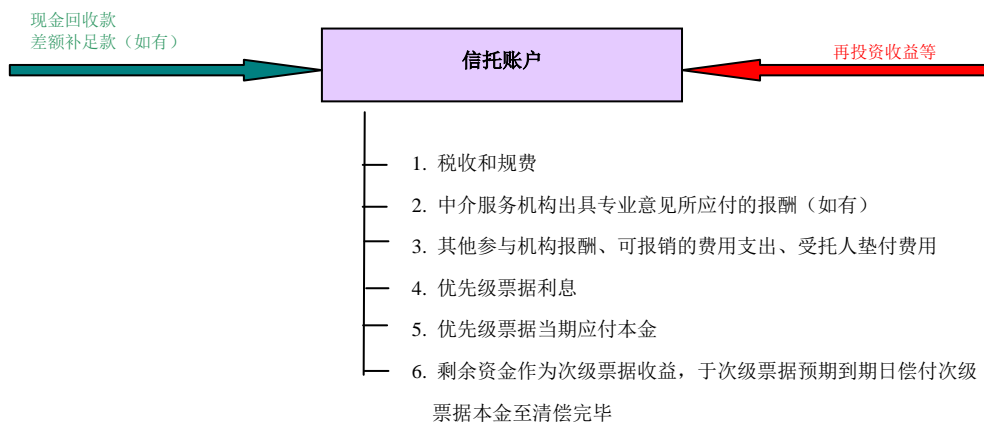 现金回收款
差额补足款（如有）
信托账户
再投资收益等
1. 税收和规费
2. 中介服务机构出具专业意见所应付的报酬（如有）
3. 其他参与机构报酬、可报销的费用支出、受托人垫付费用
4. 优先级票据利息
5. 优先级票据当期应付本金
6. 剩余资金作为次级票据收益，于次级票据预期到期日偿付次级
票据本金至清偿完毕